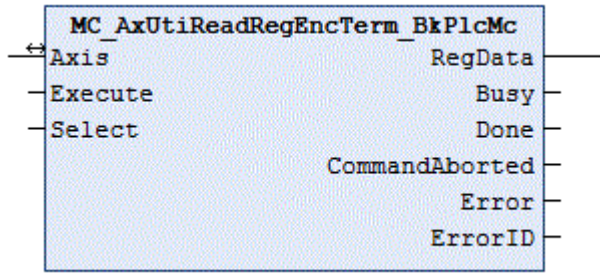 MC_AxUtiReadRegEncTerm_BkPlcMc
Axis RegData
Execute Busy
Select Done
CommandAborted
Error
ErrorID